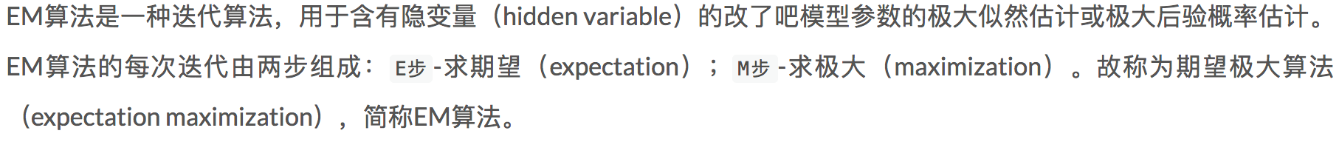 EM算法是一种迭代算法，用于含有隐变量（hidden variable）的改了吧模型参数的极大似然估计或极大后验概率估计。
EM算法的每次迭代由两步组成： E步 -求期望（expectation）； M步 -求极大（maximization）。故称为期望极大算法
（expectation maximization），简称EM算法。